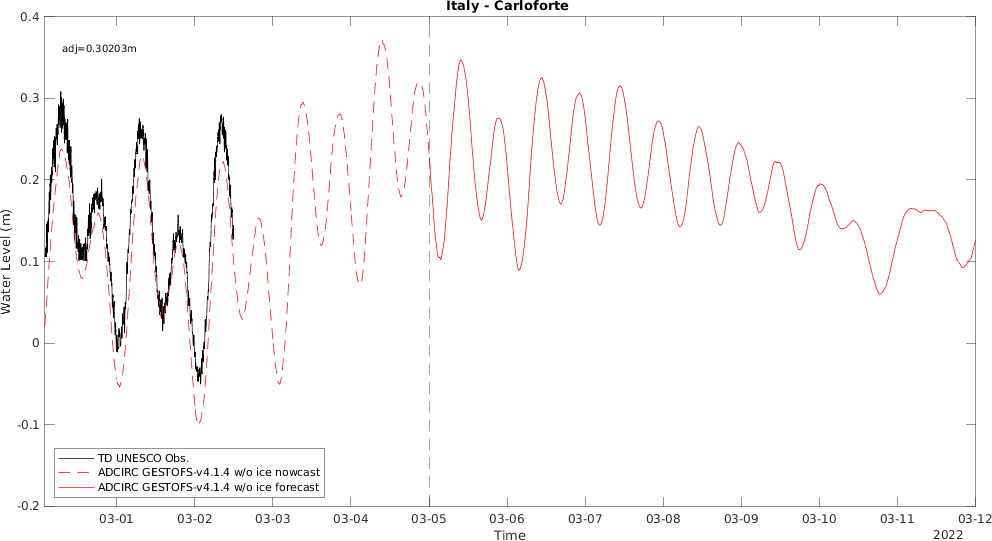 Italy - Carloforte
adj=0.30203m
0.4
0.3
0.2
0.1
0
-0.1
-0.2
Water Level (m)
TD UNESCO Obs.
ADCIRC GESTOFS-v4.1.4 w/o ice nowcast
ADCIRC GESTOFS-v4.1.4 w/o ice forecast
03-01 03-02 03-03 03-04 03-05 03-06 03-07 03-08 03-09 03-10 03-11 03-12
Time
2022